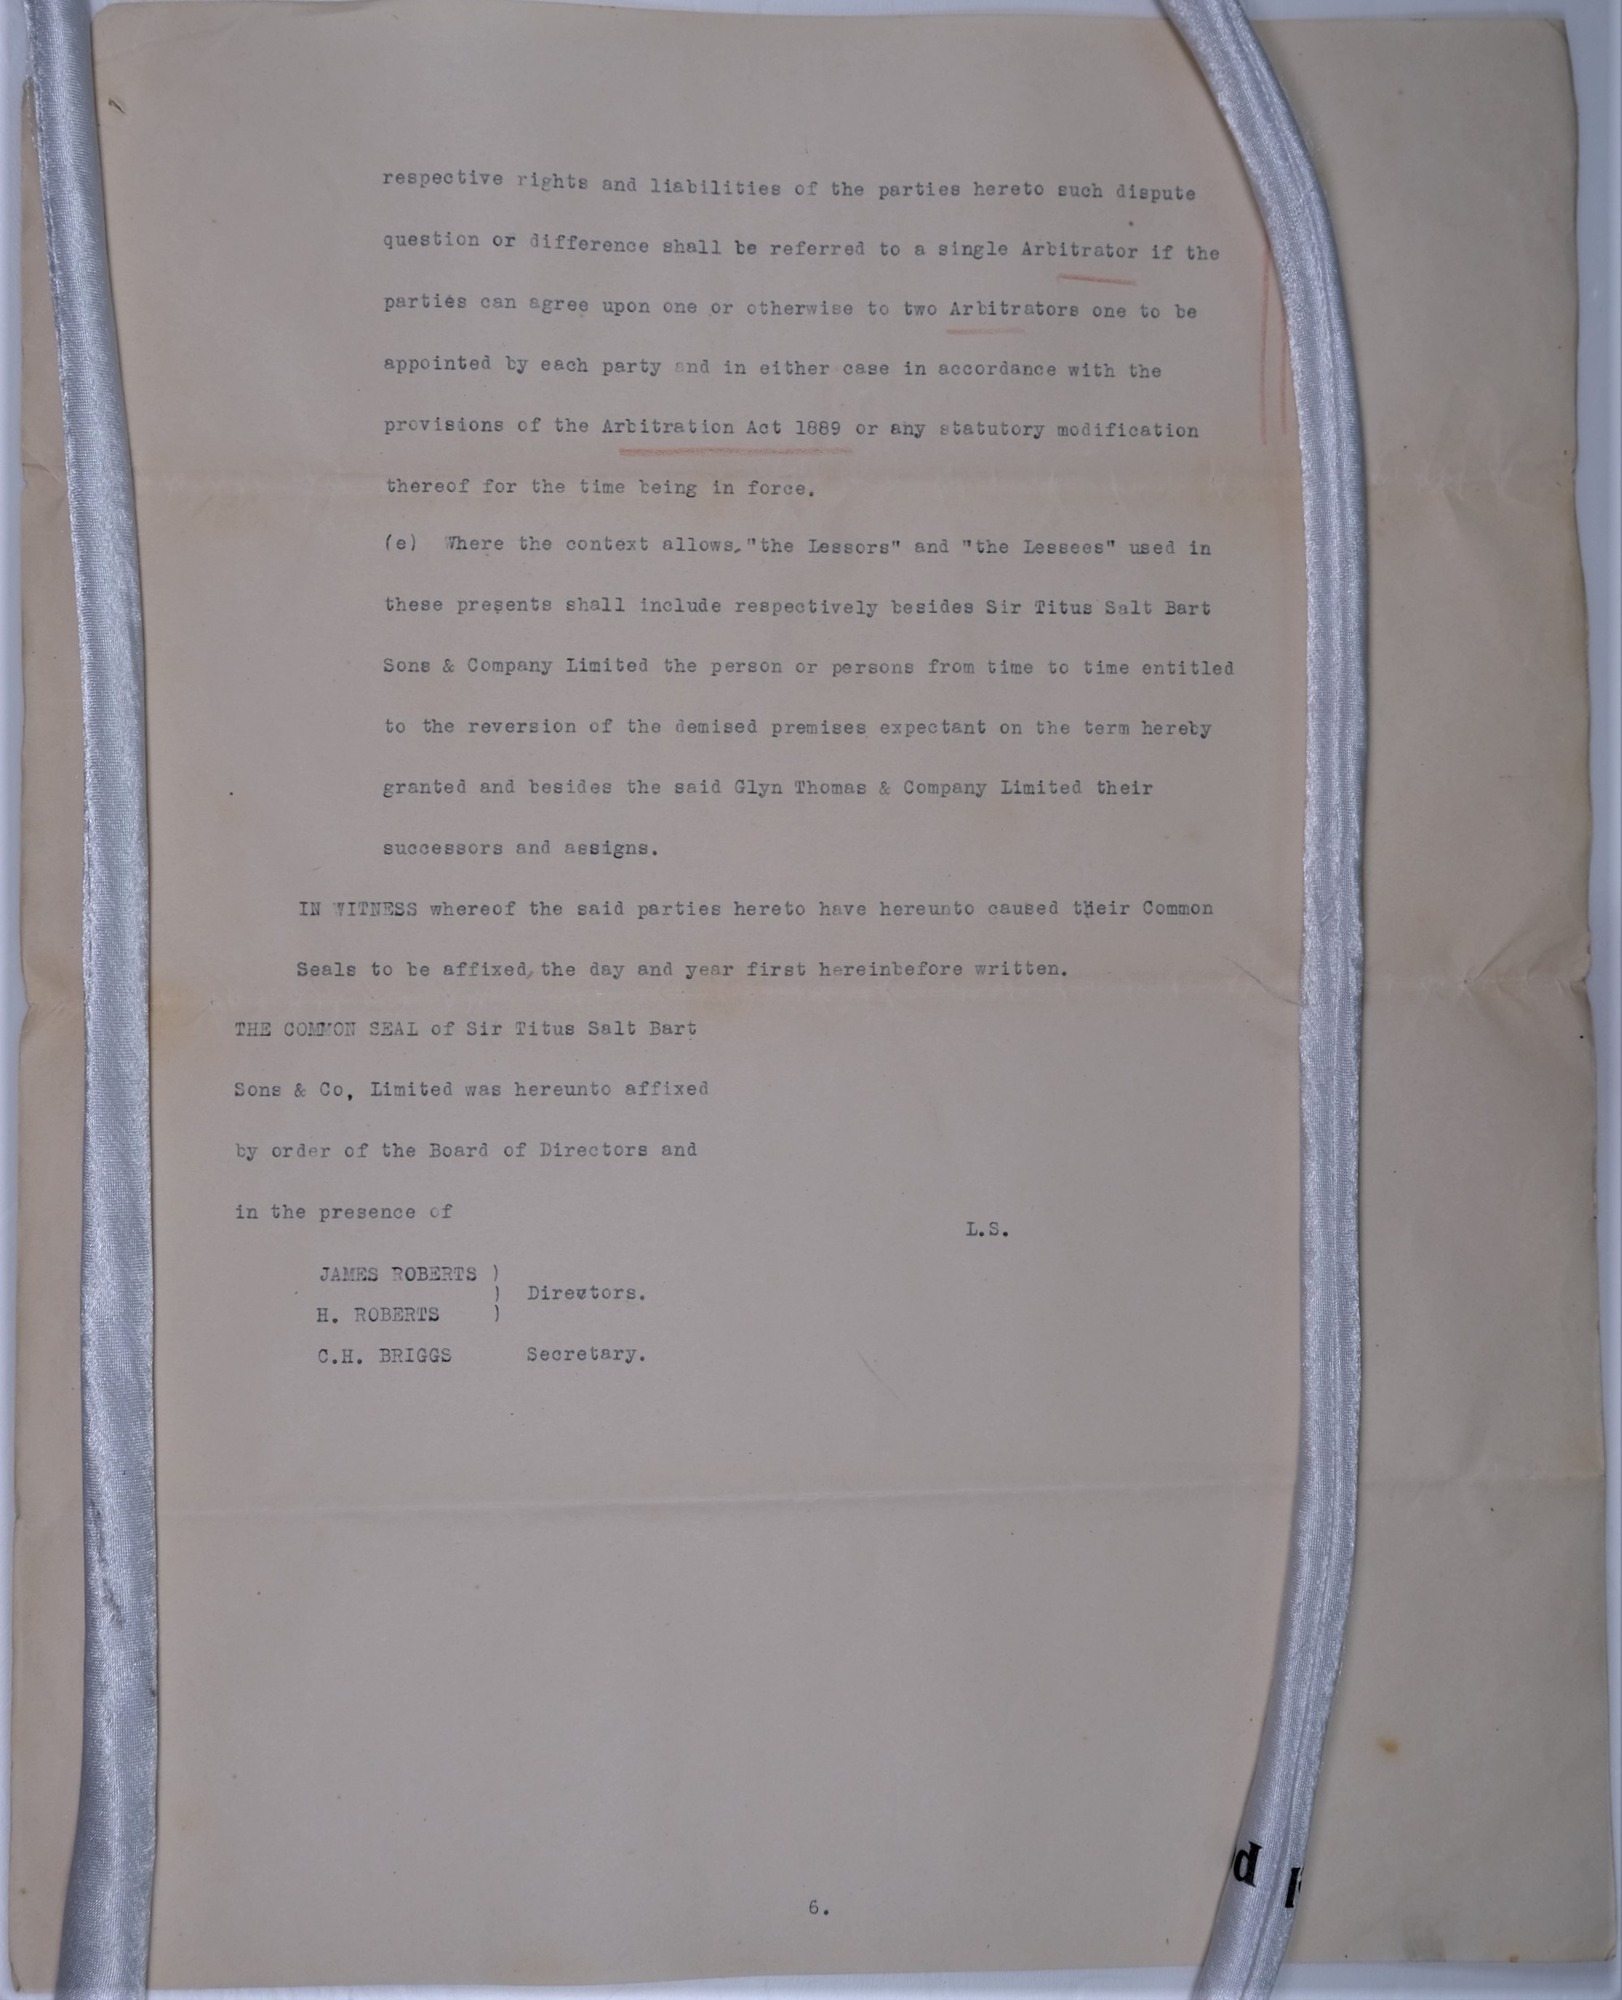 respective rights and liabilities of the parties hereto such dispute
question or difference shall be referred to a single Arbitrator if the
parties can agree upon one or otherwise to two Arbitrators one to be
appointed by each party and in either case in accordance with the
provisions of the Arbitration Act 1889 or any statutory modification
thereof for the time being in force.
(e) Where the context allows, "the Lessors" and "the Lessees" used in
these presents shall include respectively besides Sir Titus Salt Bart
Sons & Company Limited the person or persons from time to time entitled
to the reversion of the demised premises expectant on the term hereby
granted and besides the said Glyn Thomas & Company Limited their
successors and assigns.
IN WITNESS whereof the said parties hereto have hereunto caused their Common
Seals to be affixed, the day and year first hereinbefore written.
THE COMMON SEAL of Sir Titus Salt Bart
Sons & Co, Limited was hereunto affixed
by order of the Board of Directors and
in the presence of
L.S.
JAMES ROBERTS )
) Directors.
H. ROBERTS )
C.H. BRIGGS Secretary.
6.
d